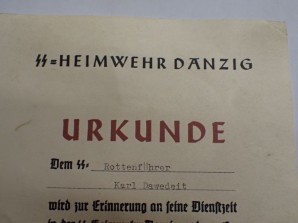 SS=HEIMWEHR DANZIG
URKUNDE
Dem SS- Rottenführer
Karl Dawedeit
wird zur Erinnerung an seine Dienstzeit